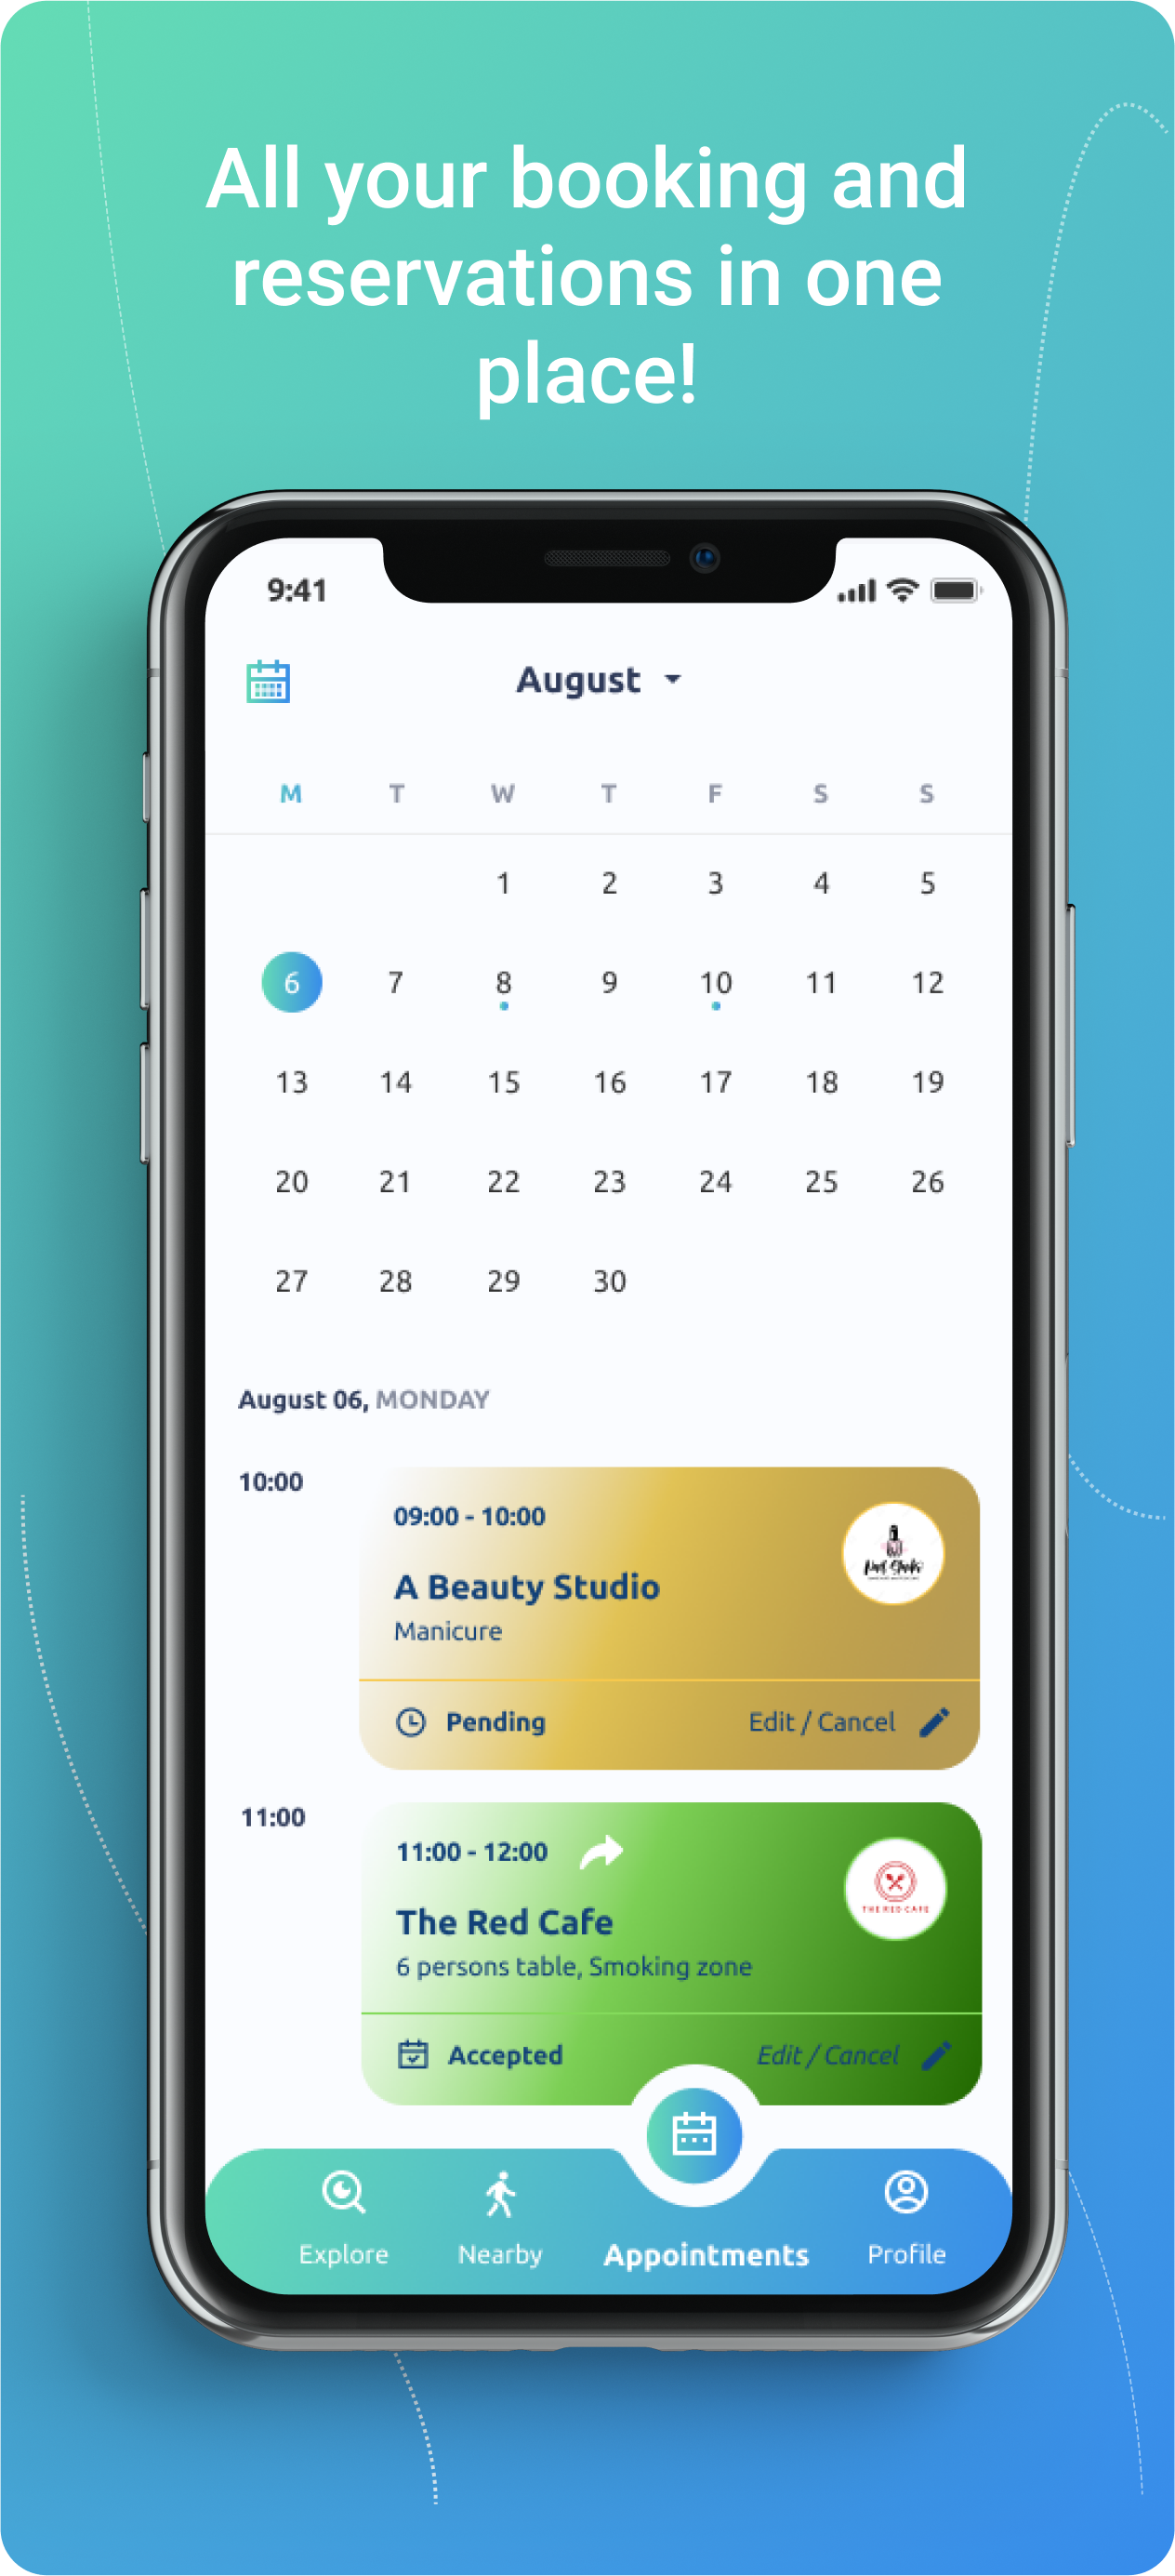 All your booking and
reservations in one
place!
9:41
August
M T W T F S S
1 2 3 4 5
6 7 8 9 10 11 12
13 14 15 16 17 18 19
20 21 22 23 24 25 26
27 28 29 30
August 06, MONDAY
10:00
09:00 - 10:00
A Beauty Studio
Manicure
Pending Edit / Cancel
11:00
11:00 - 12:00
THE RED CAFE
The Red Cafe
6 persons table, Smoking zone
Accepted Edit / Cancel
Explore Nearby Appointments Profile